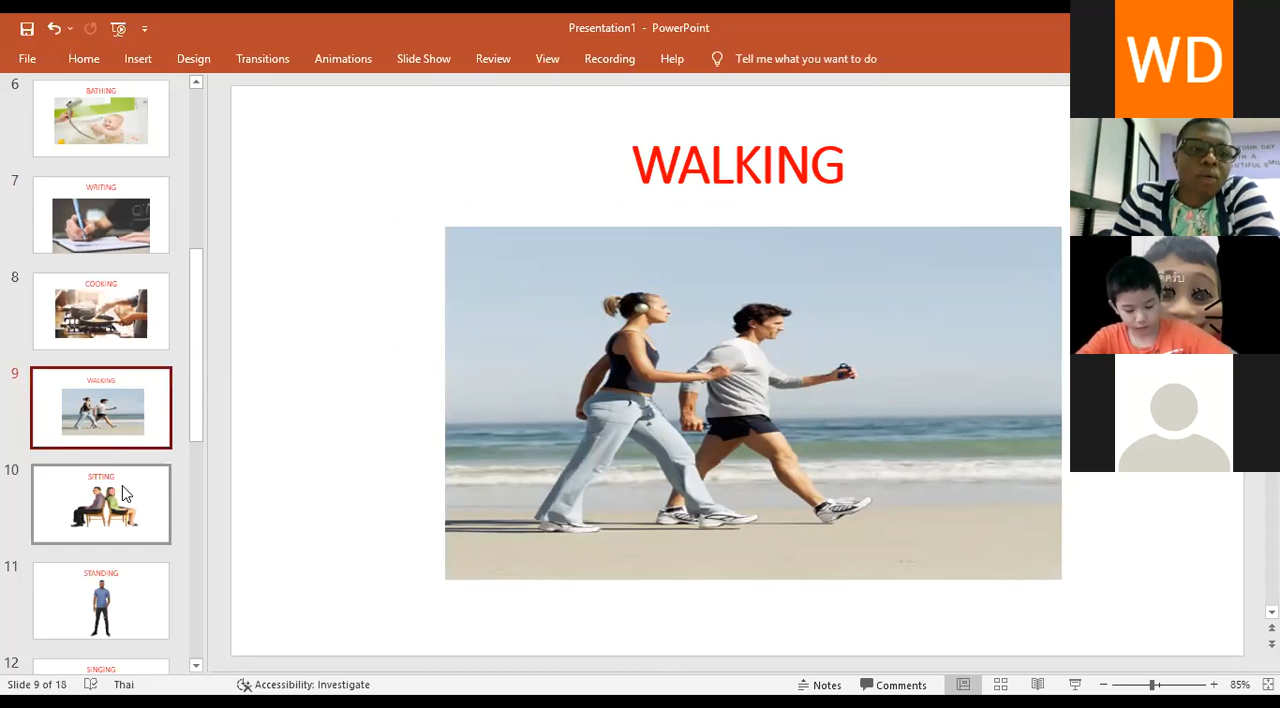 Presentation1 - PowerPoint
File Home Insert Design Transitions Animations Slide Show Review View Recording Help Tell me what you want to do
6
BATHING
7
WRITING
8
COOKING
9
WALKING
10
SITTING
11
STANDING
12
SINGING
WALKING
WD
YOUR DAY
A
Slide 9 of 18 Thai Accessibility: Investigate Notes Comments 85%